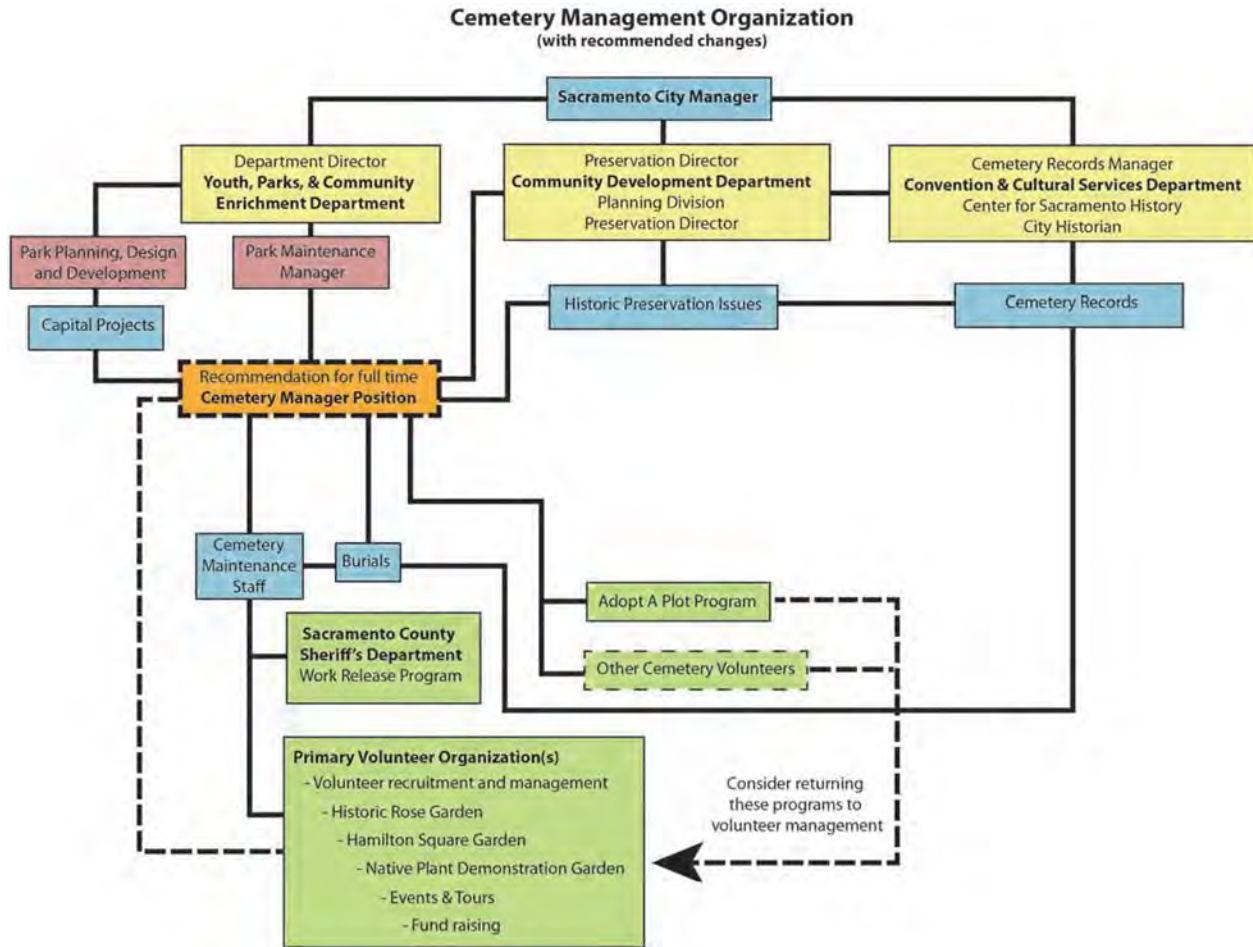 Cemetery Management Organization
(with recommended changes)
Sacramento City Manager
Department Director
Youth, Parks, & Community
Enrichment Department
Preservation Director
Community Development Department
Planning Division
Preservation Director
Cemetery Records Manager
Convention & Cultural Services Department
Center for Sacramento History
City Historian
Park Planning, Design
and Development
Park Maintenance
Manager
Capital Projects
Historic Preservation Issues
Cemetery Records
Recommendation for full time
Cemetery Manager Position
Cemetery
Maintenance
Staff
Burials
Adopt A Plot Program
Sacramento County
Sheriff's Department
Work Release Program
Other Cemetery Volunteers
Primary Volunteer Organization(s)
- Volunteer recruitment and management
- Historic Rose Garden
- Hamilton Square Garden
- Native Plant Demonstration Garden
- Events & Tours
- Fund raising
Consider returning
these programs to
volunteer management